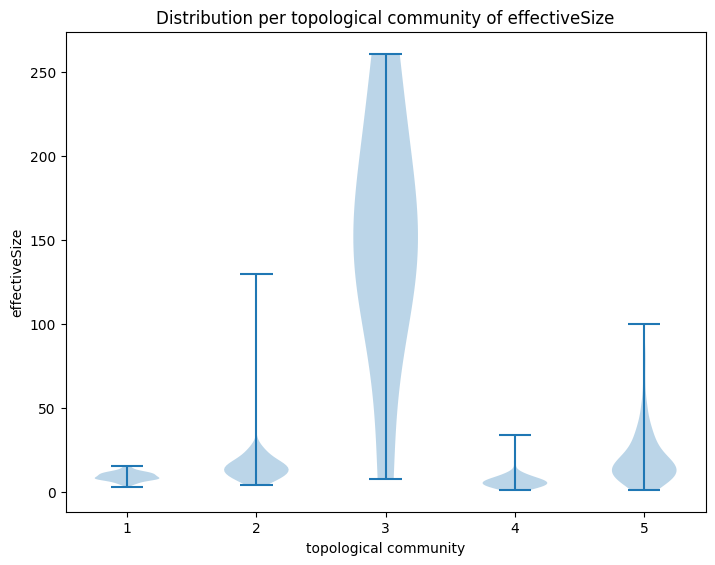 Distribution per topological community of effectiveSize
effectiveSize
250
200
150
100
50
0
1 2 3 4 5
topological community